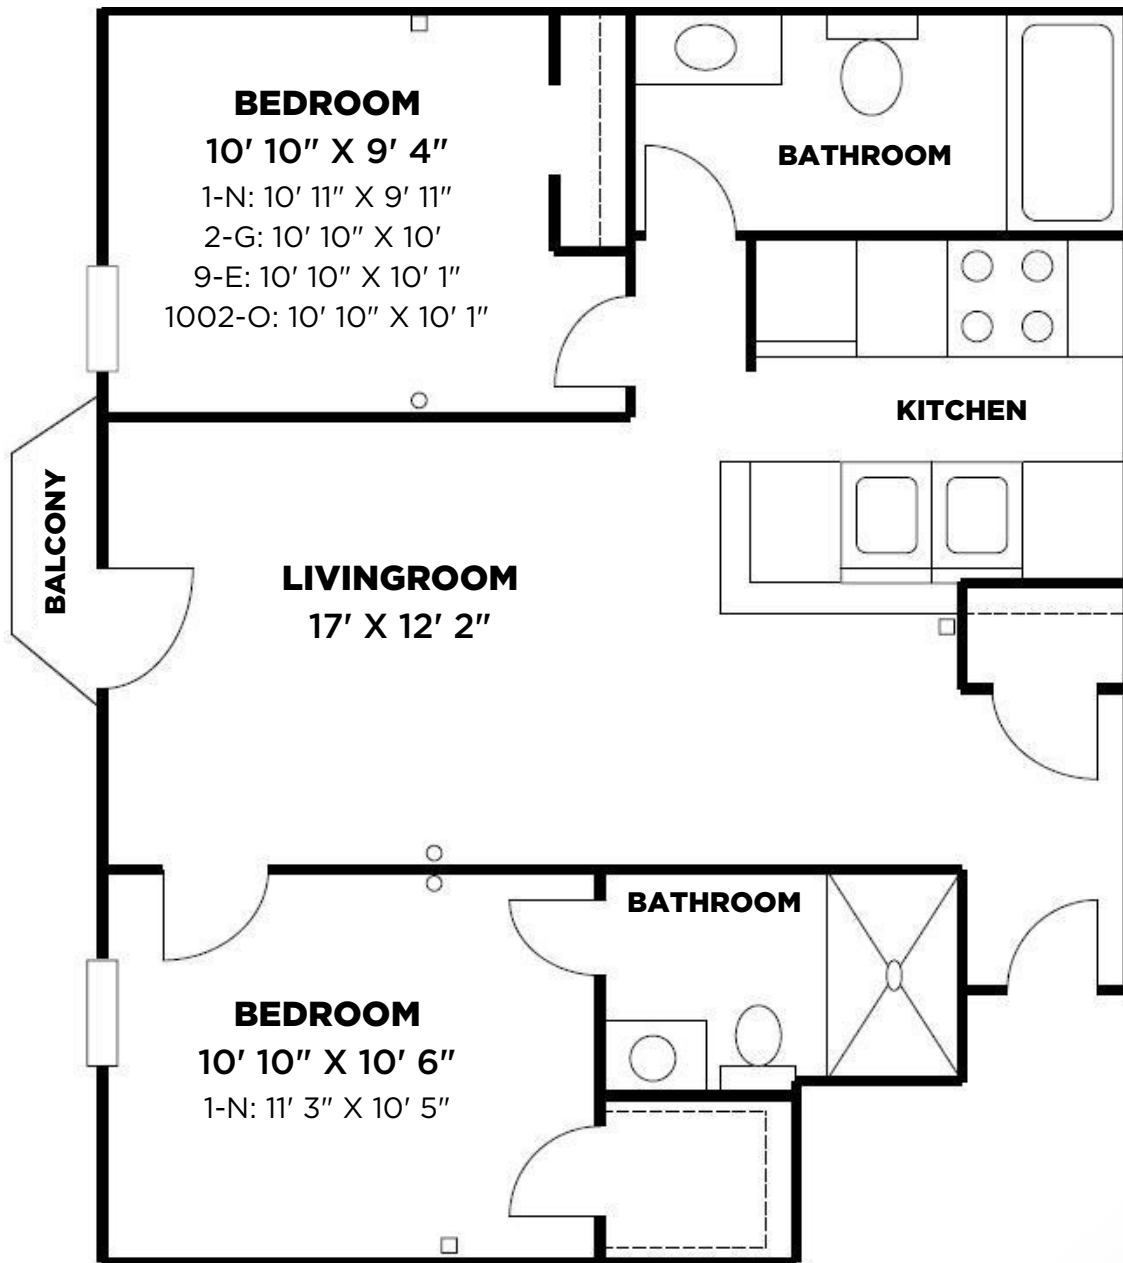 BEDROOM
10' 10" X 9' 4"
1-N: 10' 11" X 9' 11"
2-G: 10' 10" X 10'
9-E: 10' 10" X 10' 1"
1002-O: 10' 10" X 10' 1"
BATHROOM
KITCHEN
BALCONY
LIVINGROOM
17' X 12' 2"
BATHROOM
BEDROOM
10' 10" X 10' 6"
1-N: 11' 3" X 10' 5"